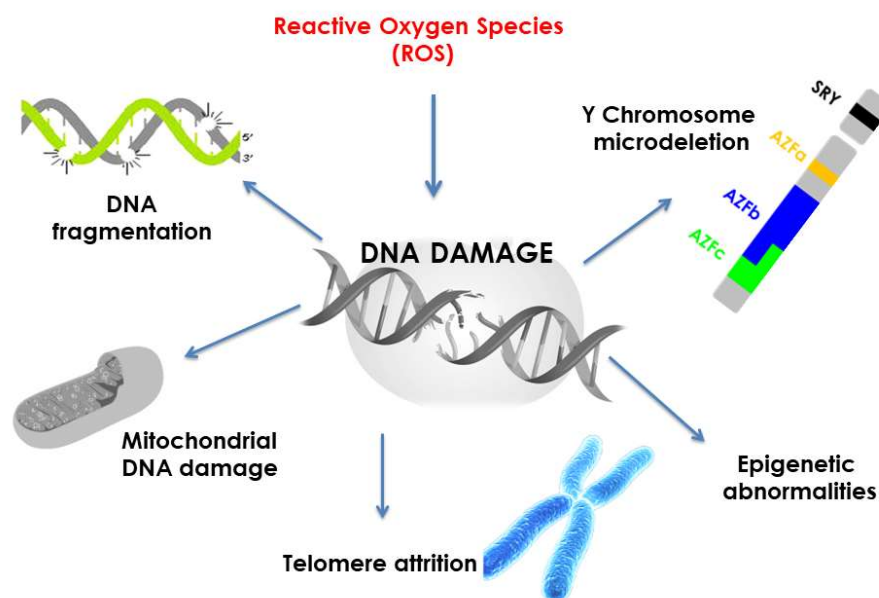 Reactive Oxygen Species
(ROS)
SRY
Y Chromosome
microdeletion
AZFa
AZFb
AZFc
5'
3'
DNA
fragmentation
DNA DAMAGE
Mitochondrial
DNA damage
Epigenetic
abnormalities
Telomere attrition